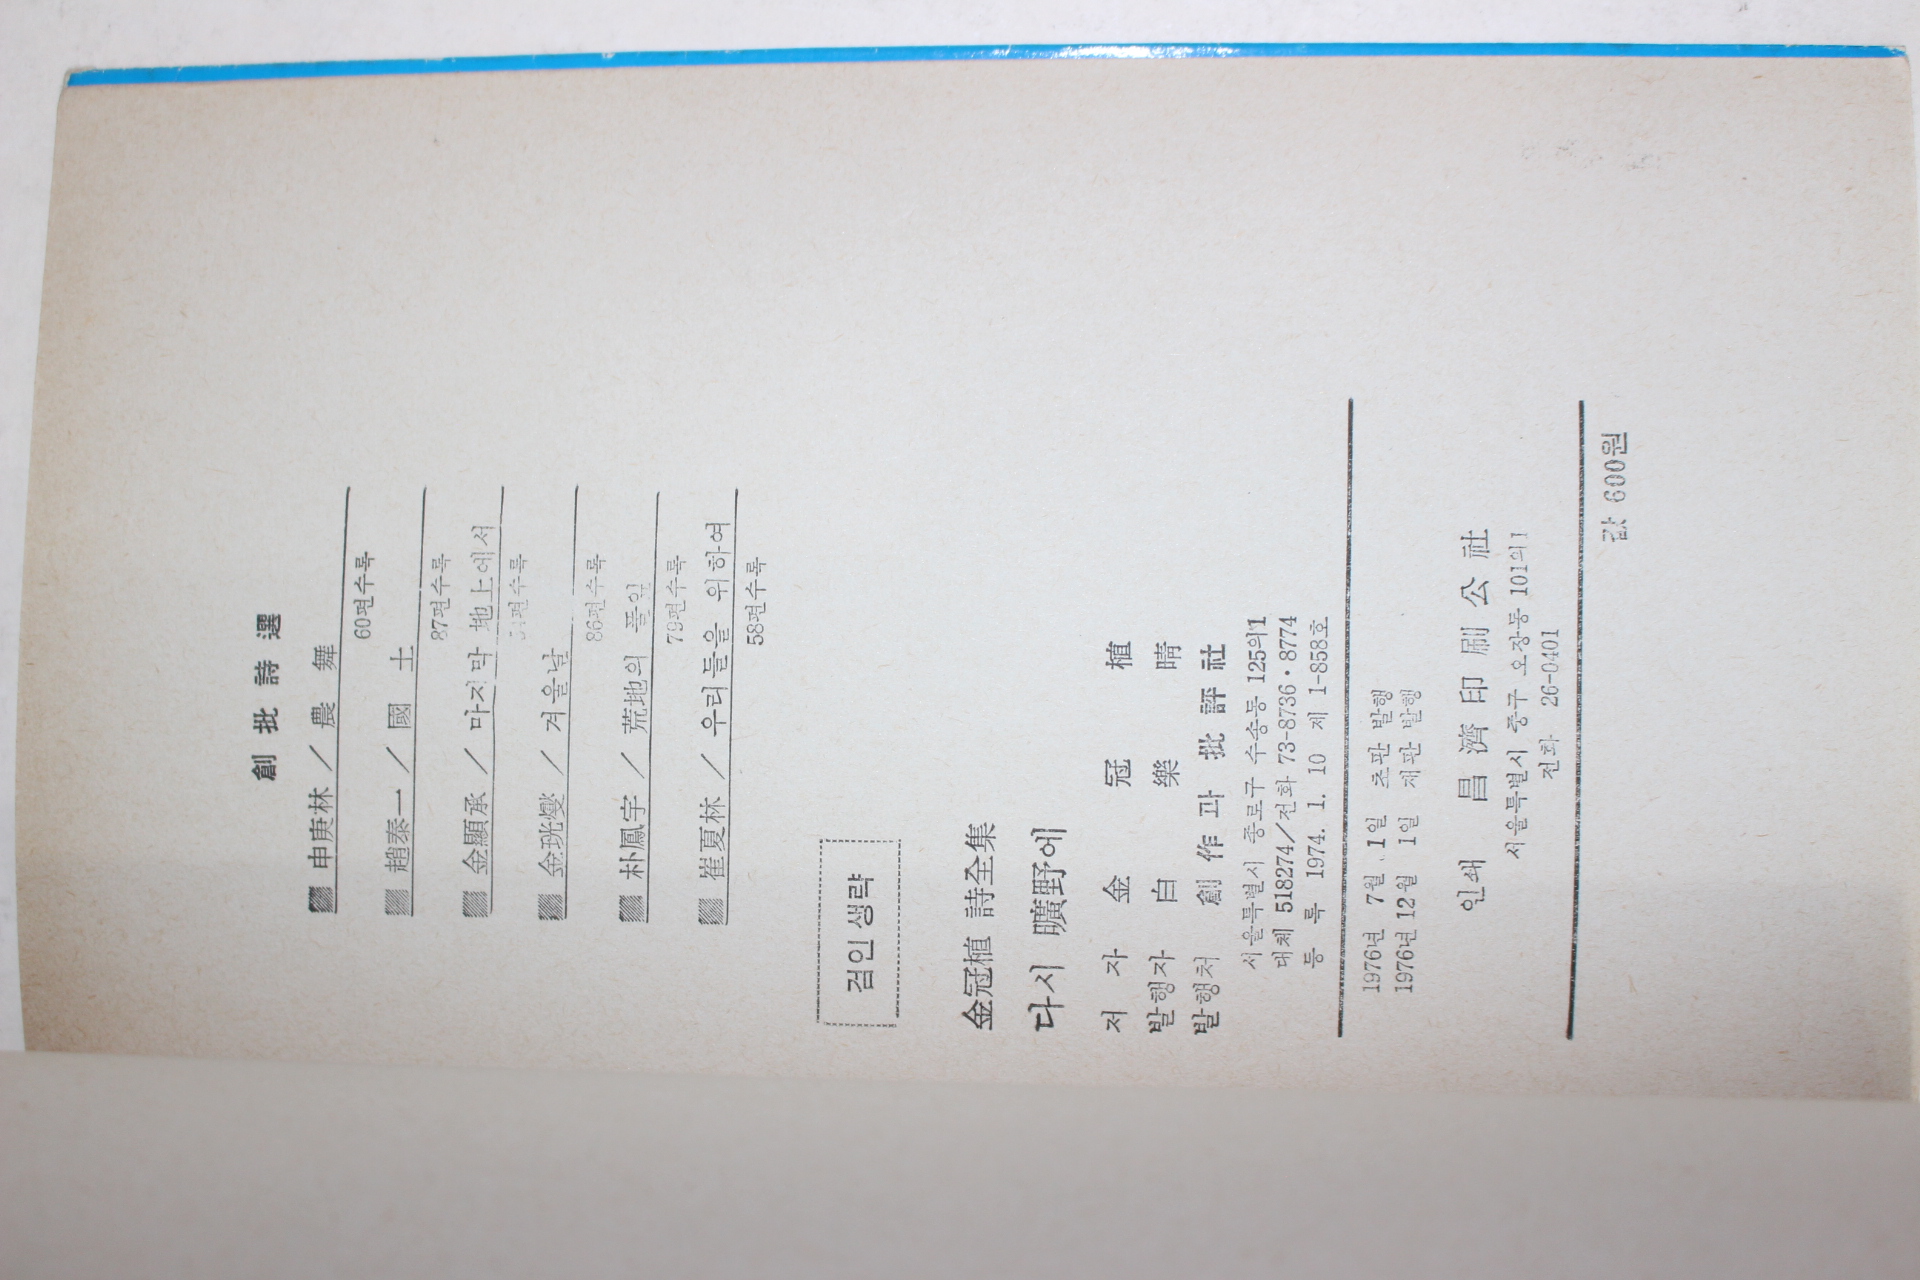 創批詩選
申庚林 / 農舞
60편수록
趙泰一 / 國土
87편수록
金顯承 / 마지막 地上에서
편수록
金珖燮 / 겨울날
86편수록
朴鳳宇 / 荒地의 풀잎
79편수록
崔夏林 / 우리들을 위하여
58편수록
검인생략
金冠植 詩全集
다시 曠野에
저 자 金冠植
발행자 白樂晴
발행처 創作과批評社
서울특별시 종로구 수송동 125의1
대체 518274/전화 73-8736·8774
등 록 1974. 1. 10 제 1-858호
1976년 7월 1일 초판 발행
1976년 12월 1일 재판 발행
인쇄 昌濟印刷公社
서울특별시 중구 오장동 101의1
전화 26-0401
값 600원